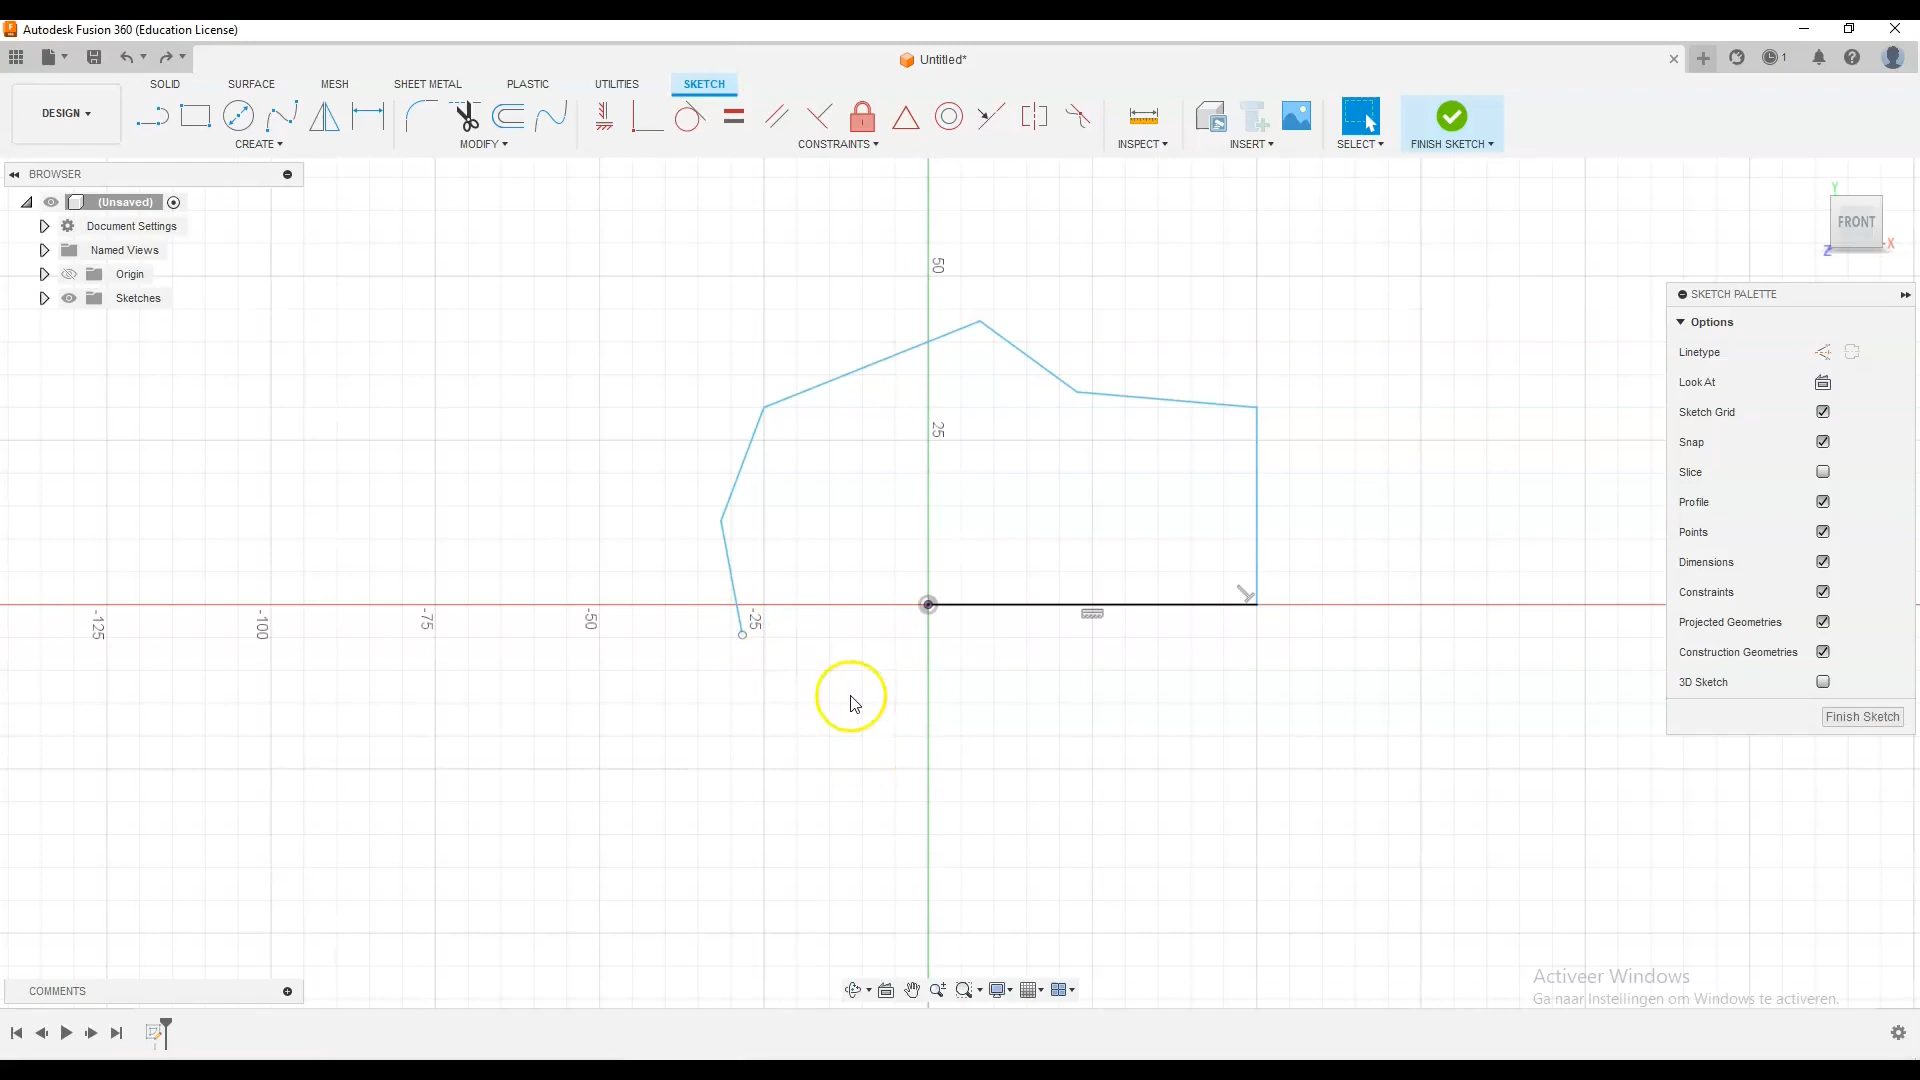 Autodesk Fusion 360 (Education License)
Untitled*
1
DESIGN
SOLID
SURFACE
MESH
SHEET METAL
PLASTIC
UTILITIES
SKETCH
CREATE
MODIFY
CONSTRAINTS
INSPECT
INSERT
SELECT
FINISH SKETCH
BROWSER
(Unsaved)
Document Settings
Named Views
Origin
Sketches
Y
FRONT
X
Z
SKETCH PALETTE
Options
Linetype
Look At
Sketch Grid
Snap
Slice
Profile
Points
Dimensions
Constraints
Projected Geometries
Construction Geometries
3D Sketch
Finish Sketch
50
25
-125
-100
-75
-50
-25
Activeer Windows
Ga naar Instellingen om Windows te activeren.
COMMENTS